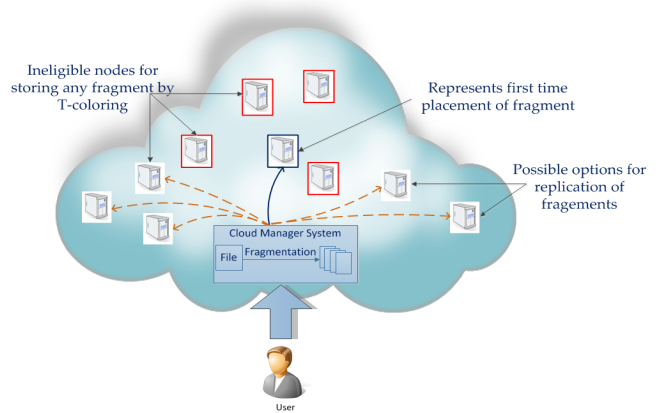 Ineligible nodes for
storing any fragment by
T-coloring
Represents first time
placement of fragment
Possible options for
replication of
fragements
Cloud Manager System
File
Fragmentation
User